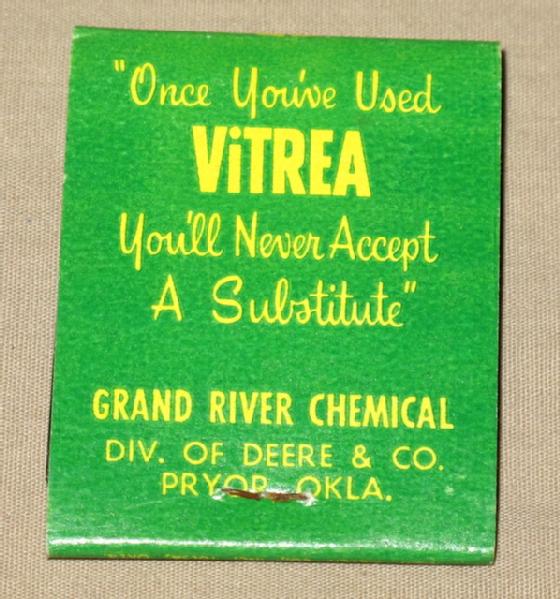 "Once You've Used
ViTREA
You'll Never Accept
A Substitute"
GRAND RIVER CHEMICAL
DIV. OF DEERE & CO.
PRYOR, OKLA.